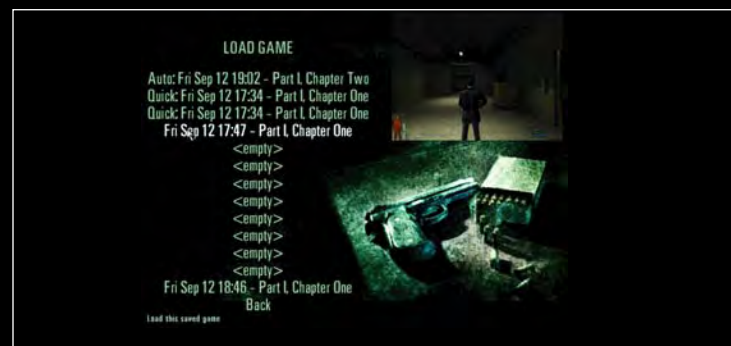 LOAD GAME
Auto: Fri Sep 12 19:02 - Part I, Chapter Two
Quick: Fri Sep 12 17:34 - Part I, Chapter One
Quick: Fri Sep 12 17:34 - Part I, Chapter One
Fri Sep 12 17:47 - Part I, Chapter One
<empty>
<empty>
<empty>
<empty>
<empty>
<empty>
<empty>
<empty>
Fri Sep 12 18:46 - Part I, Chapter One
Back
Load this saved game